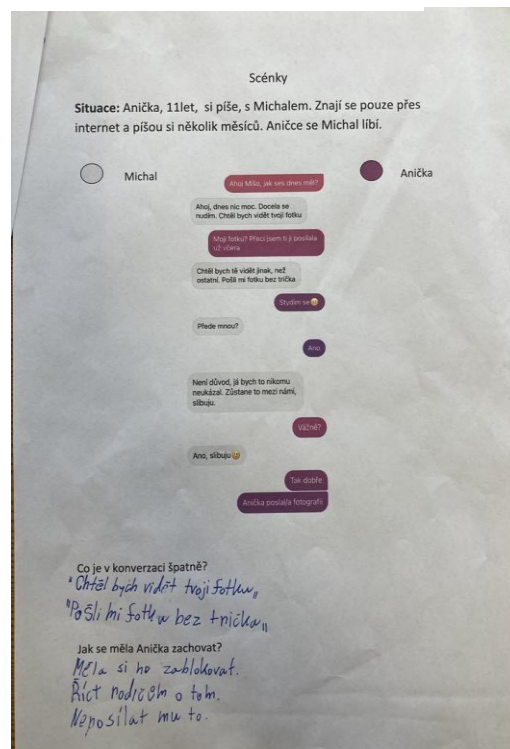 Scénky
Situace: Anička, 11let, si píše, s Michalem. Znají se pouze přes
internet a píšou si několik měsíců. Aničce se Michal líbí.
Michal
Anička
Ahoj Mišo, jak ses dnes měl?
Ahoj, dnes nic moc. Docela se
nudím. Chtěl bych vidět tvoji fotku
Moji fotku? Přeci jsem ti ji posílala
už včera
Chtěl bych tě vidět jinak, než
ostatní. Pošli mi fotku bez trička
Stydím se
Přede mnou?
Ano
Není důvod, já bych to nikomu
neukázal. Zůstane to mezi námi,
slibuju.
Vážně?
Ano, slibuju
Tak dobře
Anička poslal/a fotografii
Co je v konverzaci špatně?
"Chtěl bych vidět tvoji fotku„
"Pošli mi fotku bez trička„
Jak se měla Anička zachovat?
Měla si ho zablokovat.
Říct rodičům o tom.
Neposílat mu to.